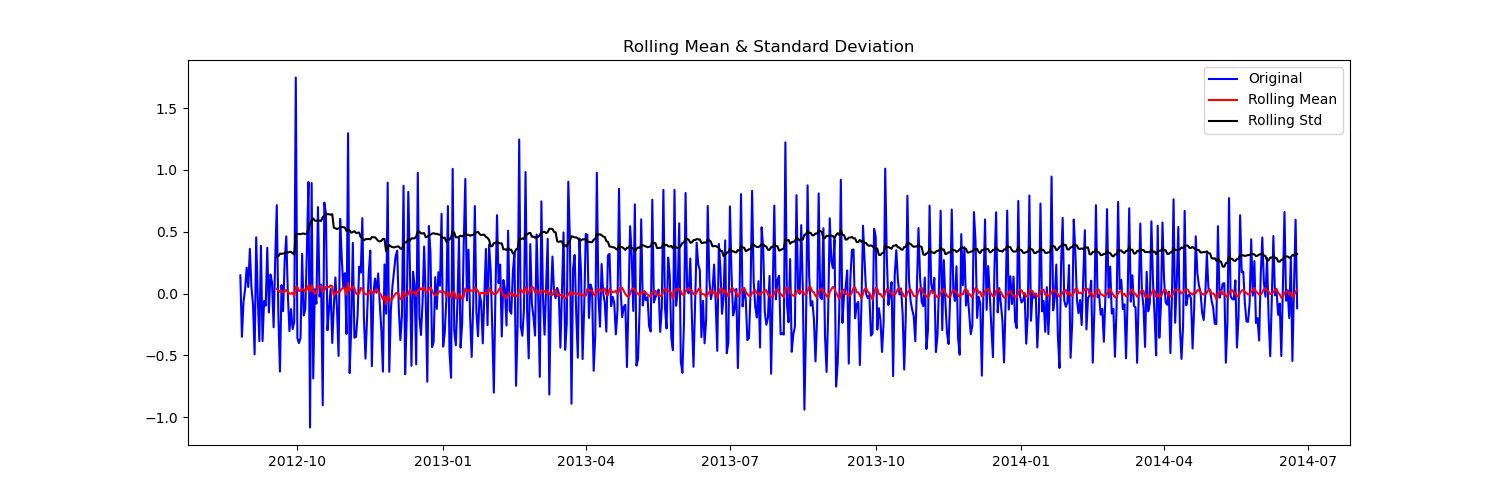 Rolling Mean & Standard Deviation
Original
Rolling Mean
Rolling Std
1.5
1.0
0.5
0.0
−0.5
−1.0
2012-10 2013-01 2013-04 2013-07 2013-10 2014-01 2014-04 2014-07